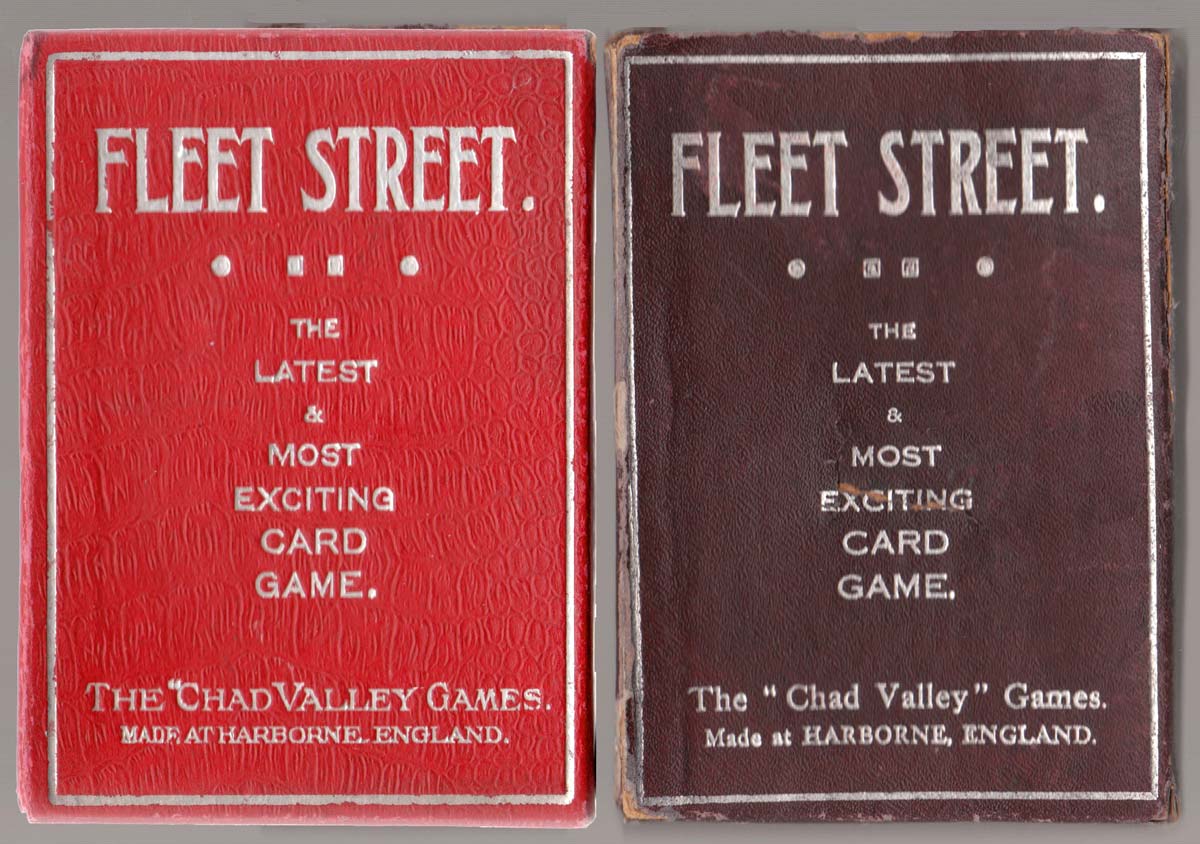 FLEET STREET.
THE
LATEST
&
MOST
EXCITING
CARD
GAME.
THE "CHAD VALLEY GAMES.
MADE AT HARBORNE. ENGLAND.
FLEET STREET.
THE
LATEST
&
MOST
EXCITING
CARD
GAME.
The "Chad Valley" Games.
Made at HARBORNE, ENGLAND.